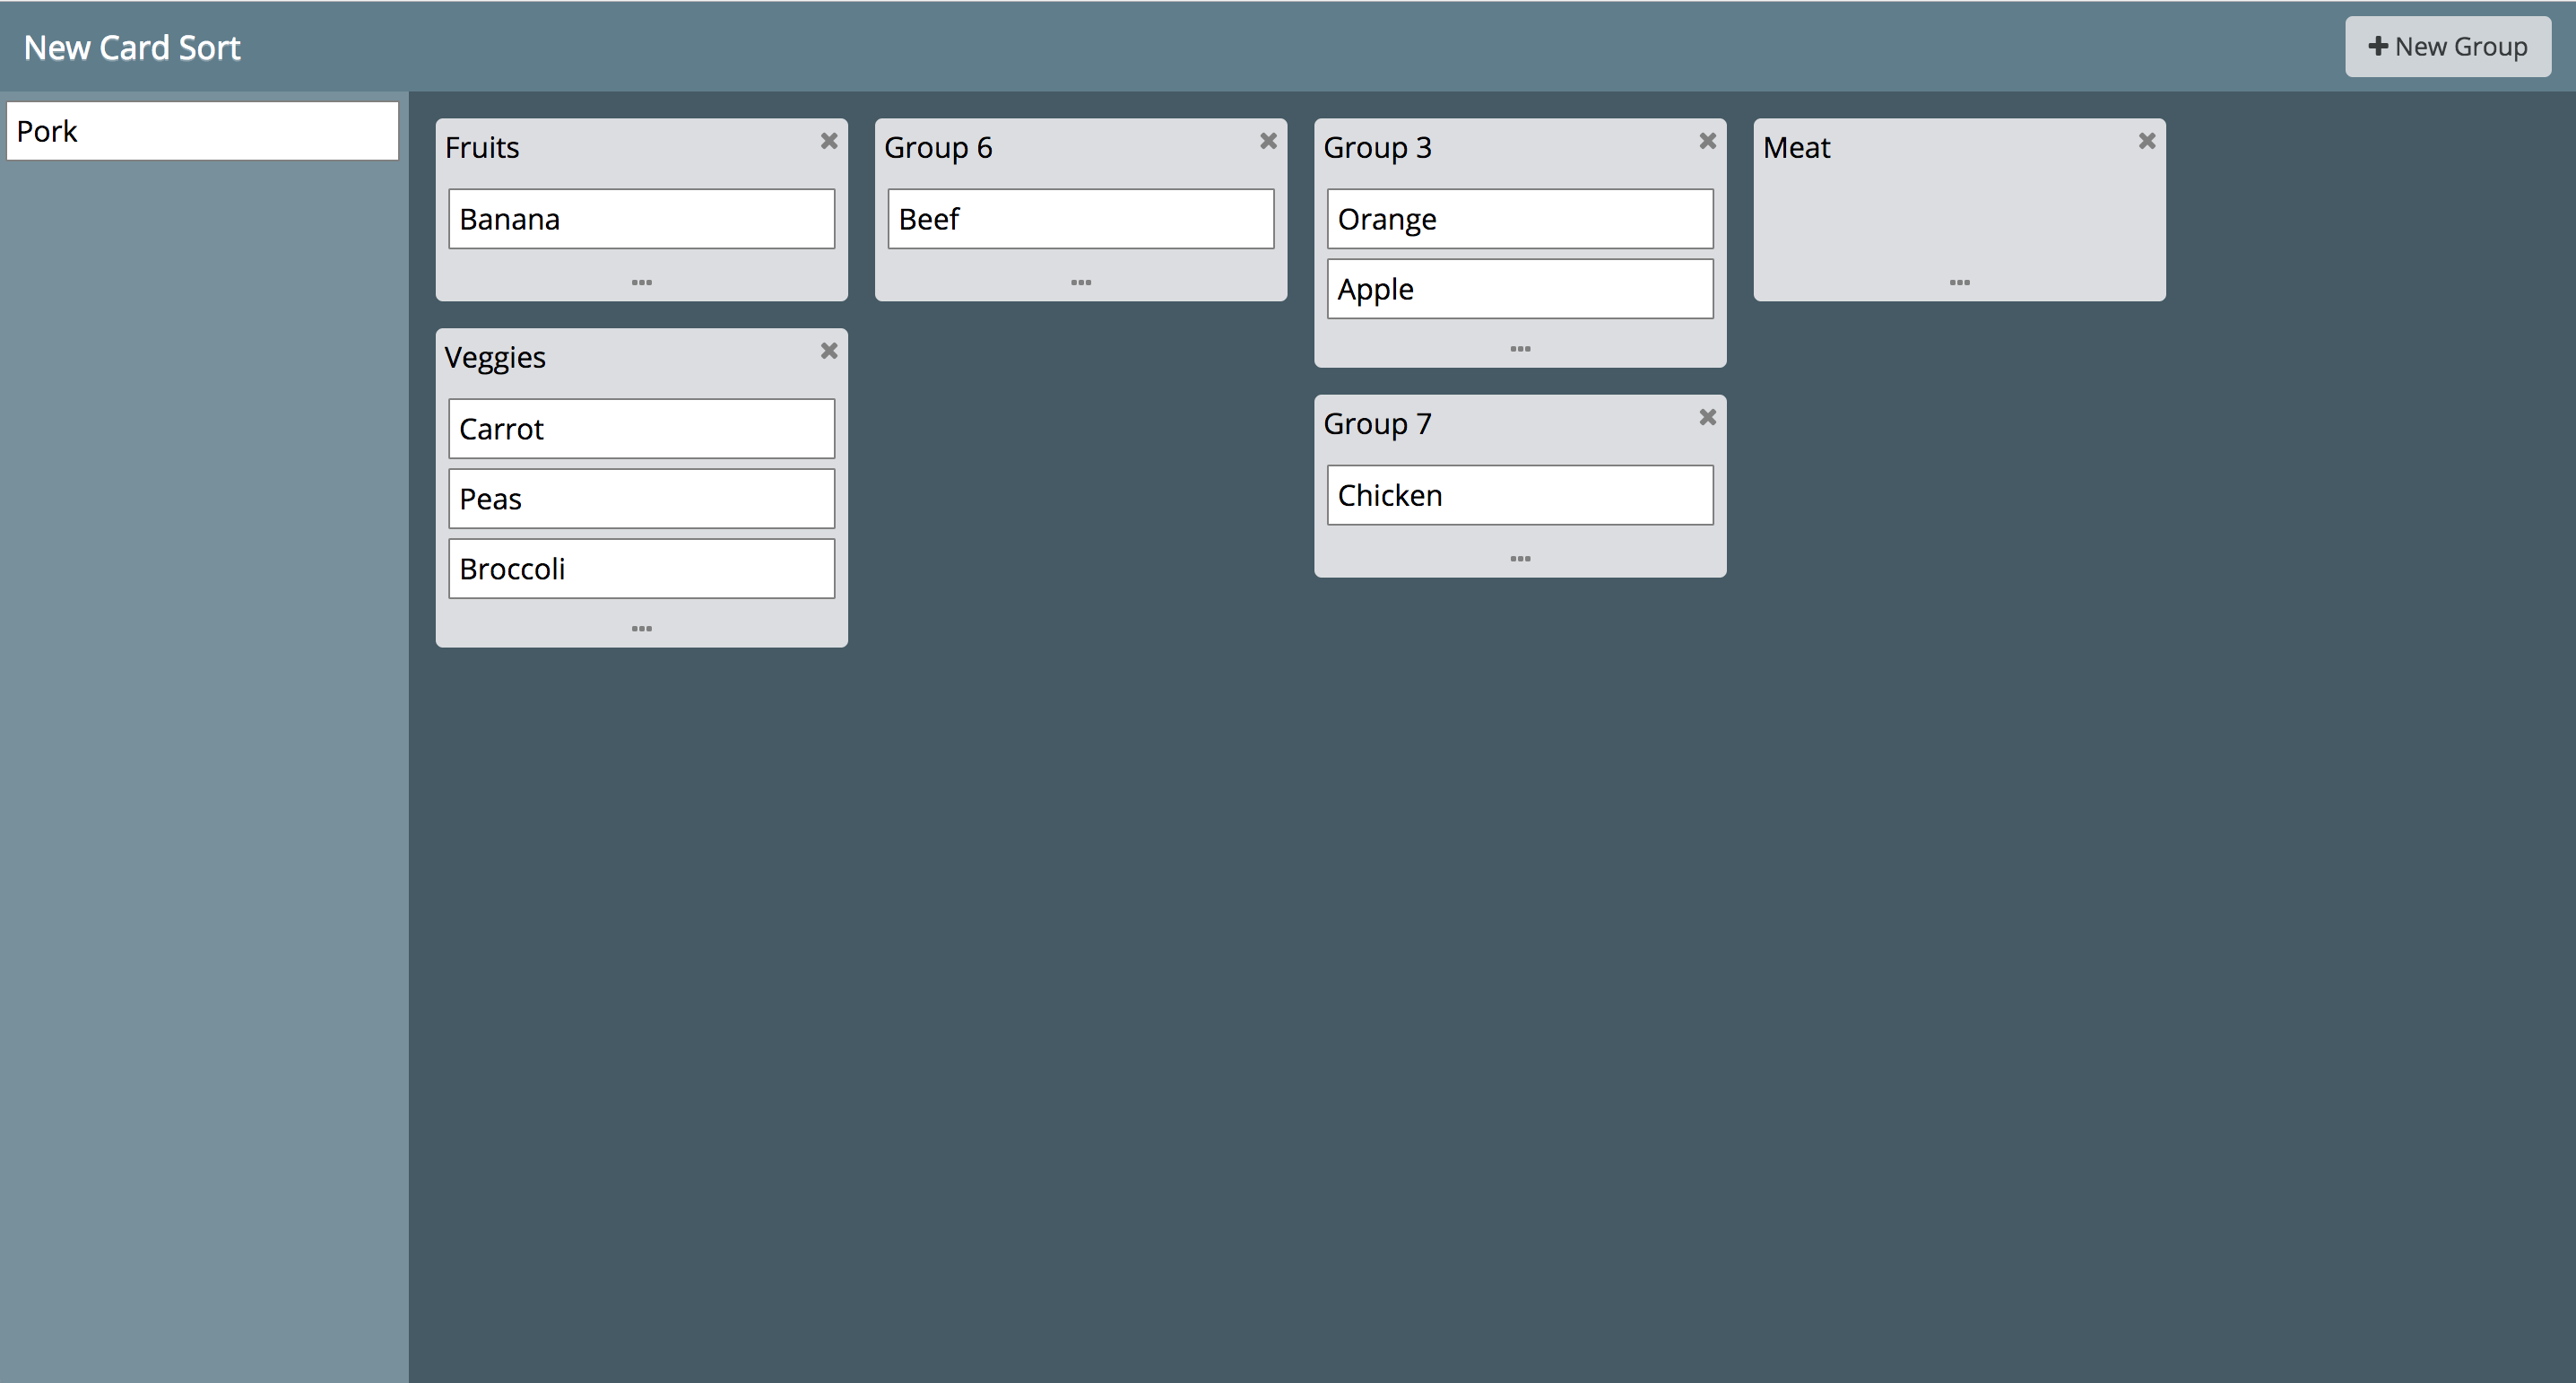 New Card Sort
New Group
Pork
Fruits
Banana
Veggies
Carrot
Peas
Broccoli
Group 6
Beef
Group 3
Orange
Apple
Group 7
Chicken
Meat